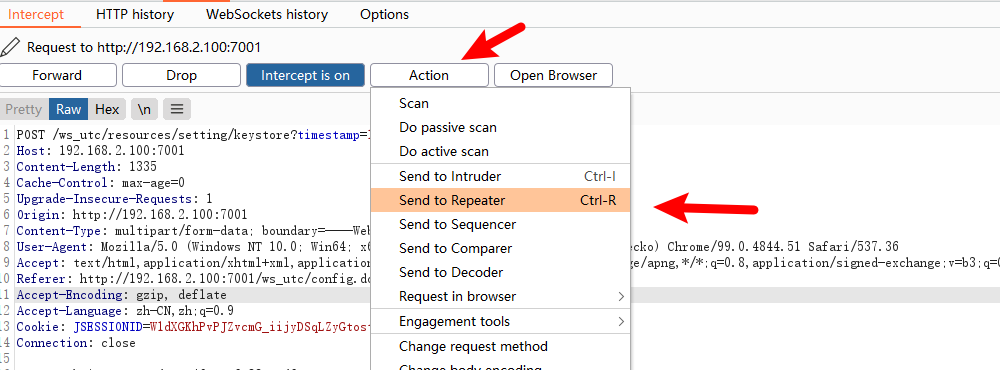 Intercept HTTP history WebSockets history Options
Request to http://192.168.2.100:7001
Forward Drop Intercept is on Action Open Browser
Pretty Raw Hex \n
Scan
Do passive scan
Do active scan
Send to Intruder Ctrl-I
Send to Repeater Ctrl-R
Send to Sequencer
Send to Comparer
Send to Decoder
Request in browser
Engagement tools
Change request method
Change body encoding
1 POST /ws_utc/resources/setting/keystore?timestamp=
2 Host: 192.168.2.100:7001
3 Content-Length: 1335
4 Cache-Control: max-age=0
5 Upgrade-Insecure-Requests: 1
6 Origin: http://192.168.2.100:7001
7 Content-Type: multipart/form-data; boundary=----Web
8 User-Agent: Mozilla/5.0 (Windows NT 10.0; Win64; x6 ecko) Chrome/99.0.4844.51 Safari/537.36
9 Accept: text/html,application/xhtml+xml,application ge/apng,*/*;q=0.8,application/signed-exchange;v=b3;q=0
10 Referer: http://192.168.2.100:7001/ws_utc/config.do
11 Accept-Encoding: gzip, deflate
12 Accept-Language: zh-CN,zh;q=0.9
13 Cookie: JSESSIONID=WldXGKhPvPJZvcmG_iijyDSqLZyGtost
14 Connection: close
15